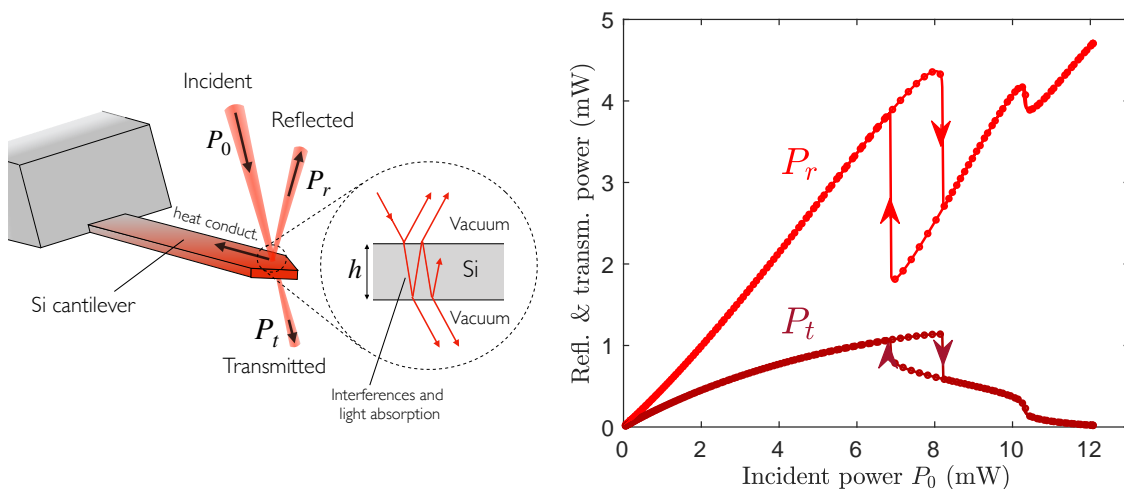 Incident
P₀
Reflected
Pᵣ
heat conduct.
Si cantilever
Pₜ
Transmitted
Vacuum
h
Si
Vacuum
Interferences and
light absorption
Refl. & transm. power (mW)
5
4
3
2
1
0
Pᵣ
Pₜ
0 2 4 6 8 10 12
Incident power P₀ (mW)